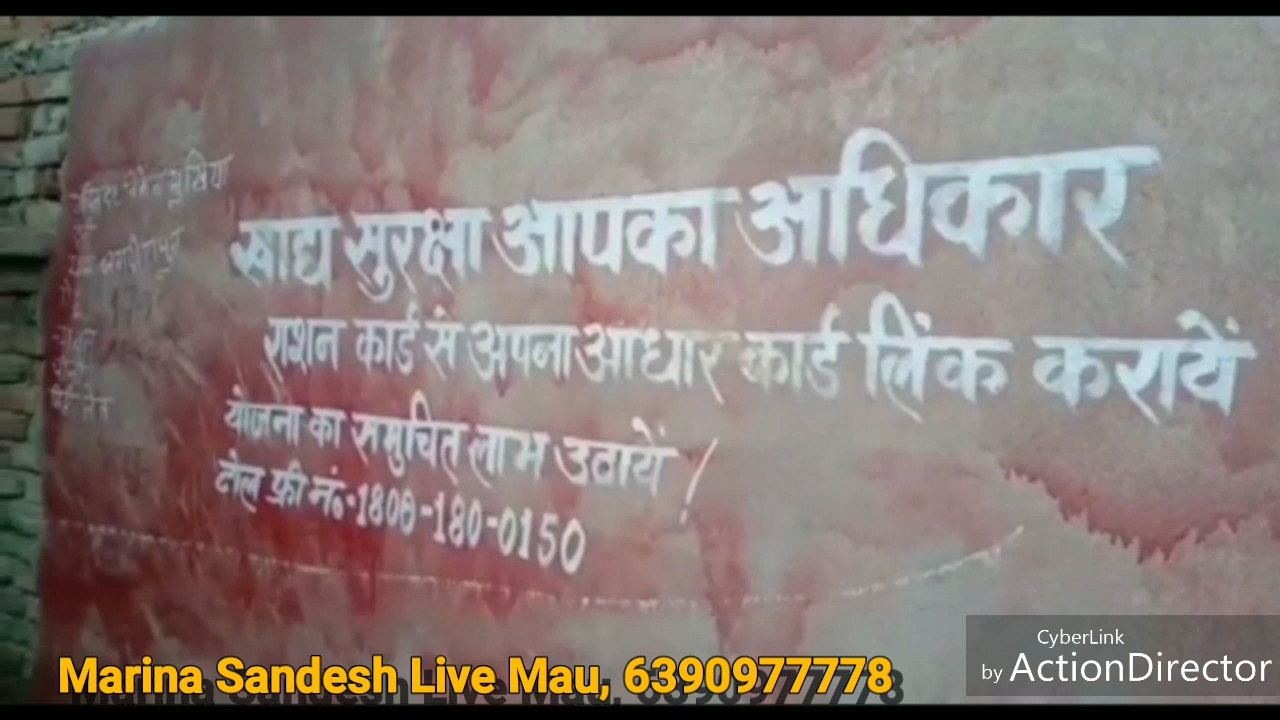 खाद्य सुरक्षा आपका अधिकार
राशन कार्ड से अपना आधार कार्ड लिंक करायें
योजना का समुचित लाभ उठायें !
टोल फ्री नं०-1800-180-0150
Marina Sandesh Live Mau, 6390977778
CyberLink
by ActionDirector